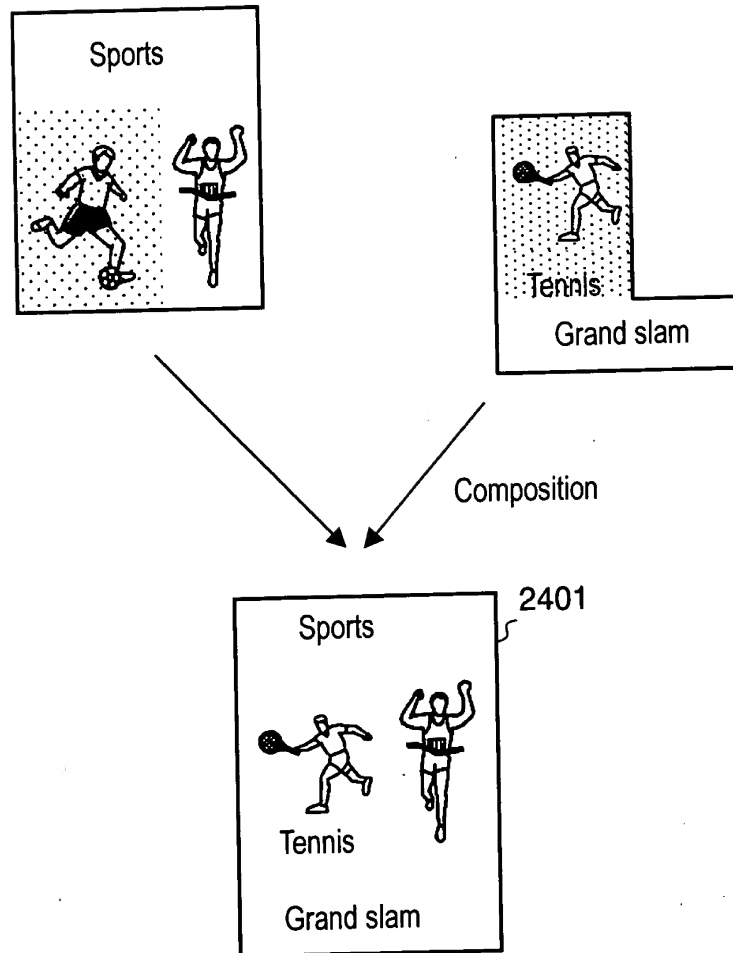 Sports
Tennis
Grand slam
Composition
2401
Sports
Tennis
Grand slam